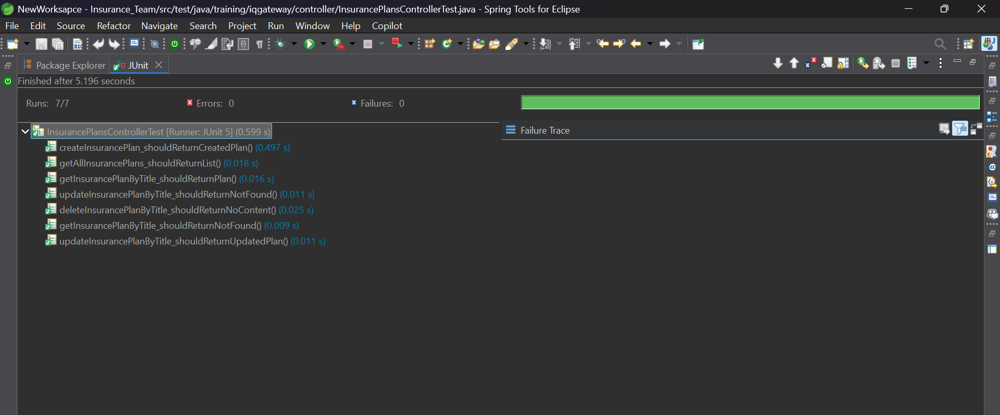 NewWorksapce - Insurance_Team/src/test/java/training/iqgateway/controller/InsurancePlansControllerTest.java - Spring Tools for Eclipse
File Edit Source Refactor Navigate Search Project Run Window Help Copilot
Package Explorer JUnit
Finished after 5.196 seconds
Runs: 7/7 Errors: 0 Failures: 0
InsurancePlansControllerTest [Runner: JUnit 5] (0.599 s)
Failure Trace
createInsurancePlan_shouldReturnCreatedPlan() (0.497 s)
getAllInsurancePlans_shouldReturnList() (0.018 s)
getInsurancePlanByTitle_shouldReturnPlan() (0.016 s)
updateInsurancePlanByTitle_shouldReturnNotFound() (0.011 s)
deleteInsurancePlanByTitle_shouldReturnNoContent() (0.025 s)
getInsurancePlanByTitle_shouldReturnNotFound() (0.009 s)
updateInsurancePlanByTitle_shouldReturnUpdatedPlan() (0.011 s)